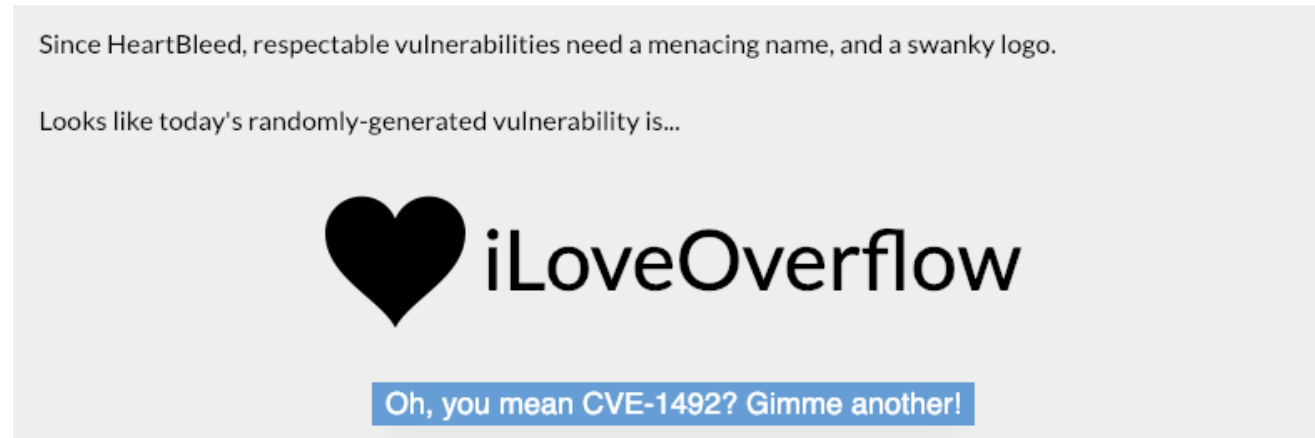 Since HeartBleed, respectable vulnerabilities need a menacing name, and a swanky logo.
Looks like today's randomly-generated vulnerability is...
iLoveOverflow
Oh, you mean CVE-1492? Gimme another!